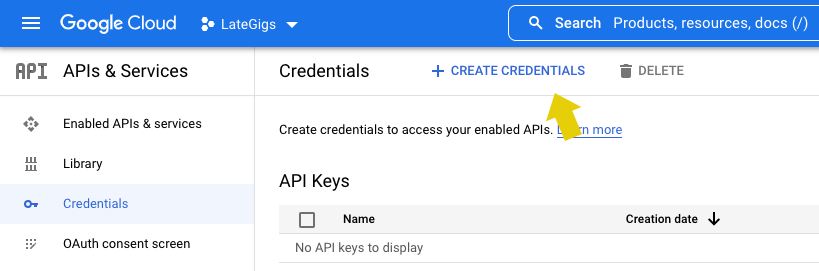 Google Cloud LateGigs Search Products, resources, docs (/)
API APIs & Services
Credentials + CREATE CREDENTIALS DELETE
Enabled APIs & services
Library
Credentials
OAuth consent screen
Create credentials to access your enabled APIs. more
API Keys
Name Creation date
No API keys to display